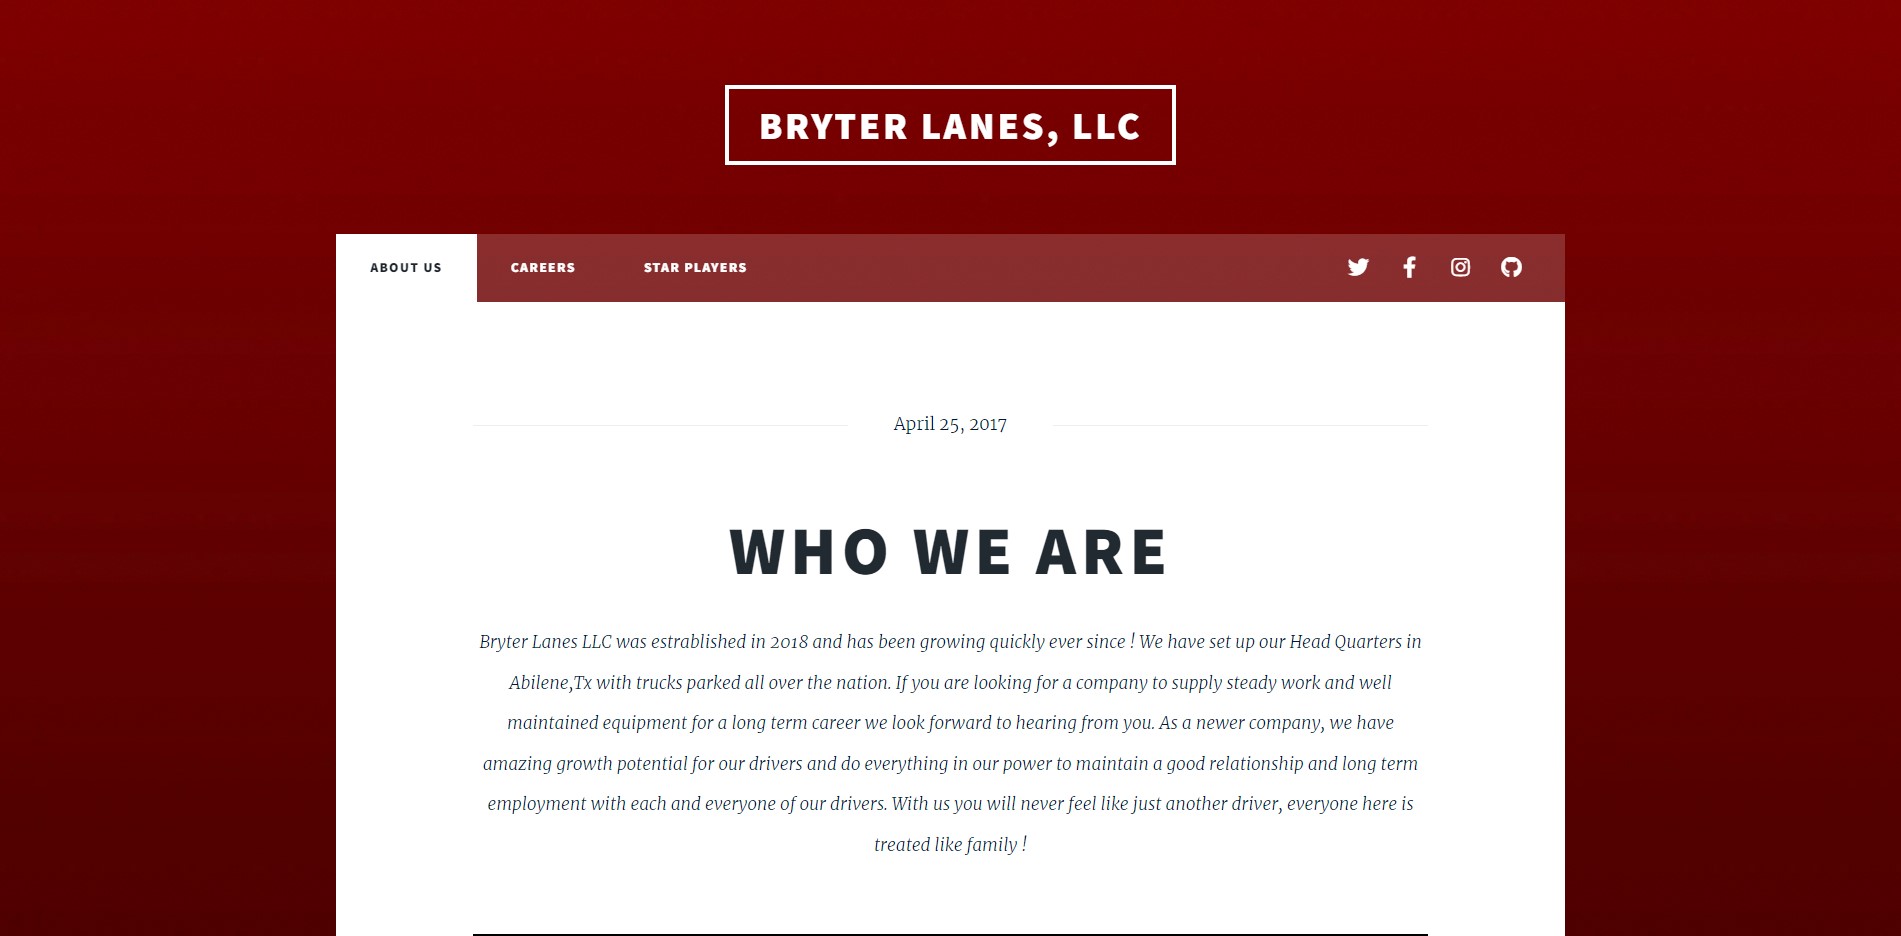 BRYTER LANES, LLC
ABOUT US CAREERS STAR PLAYERS
April 25, 2017
WHO WE ARE
Bryter Lanes LLC was estrablished in 2018 and has been growing quickly ever since ! We have set up our Head Quarters in
Abilene,Tx with trucks parked all over the nation. If you are looking for a company to supply steady work and well
maintained equipment for a long term career we look forward to hearing from you. As a newer company, we have
amazing growth potential for our drivers and do everything in our power to maintain a good relationship and long term
employment with each and everyone of our drivers. With us you will never feel like just another driver, everyone here is
treated like family !